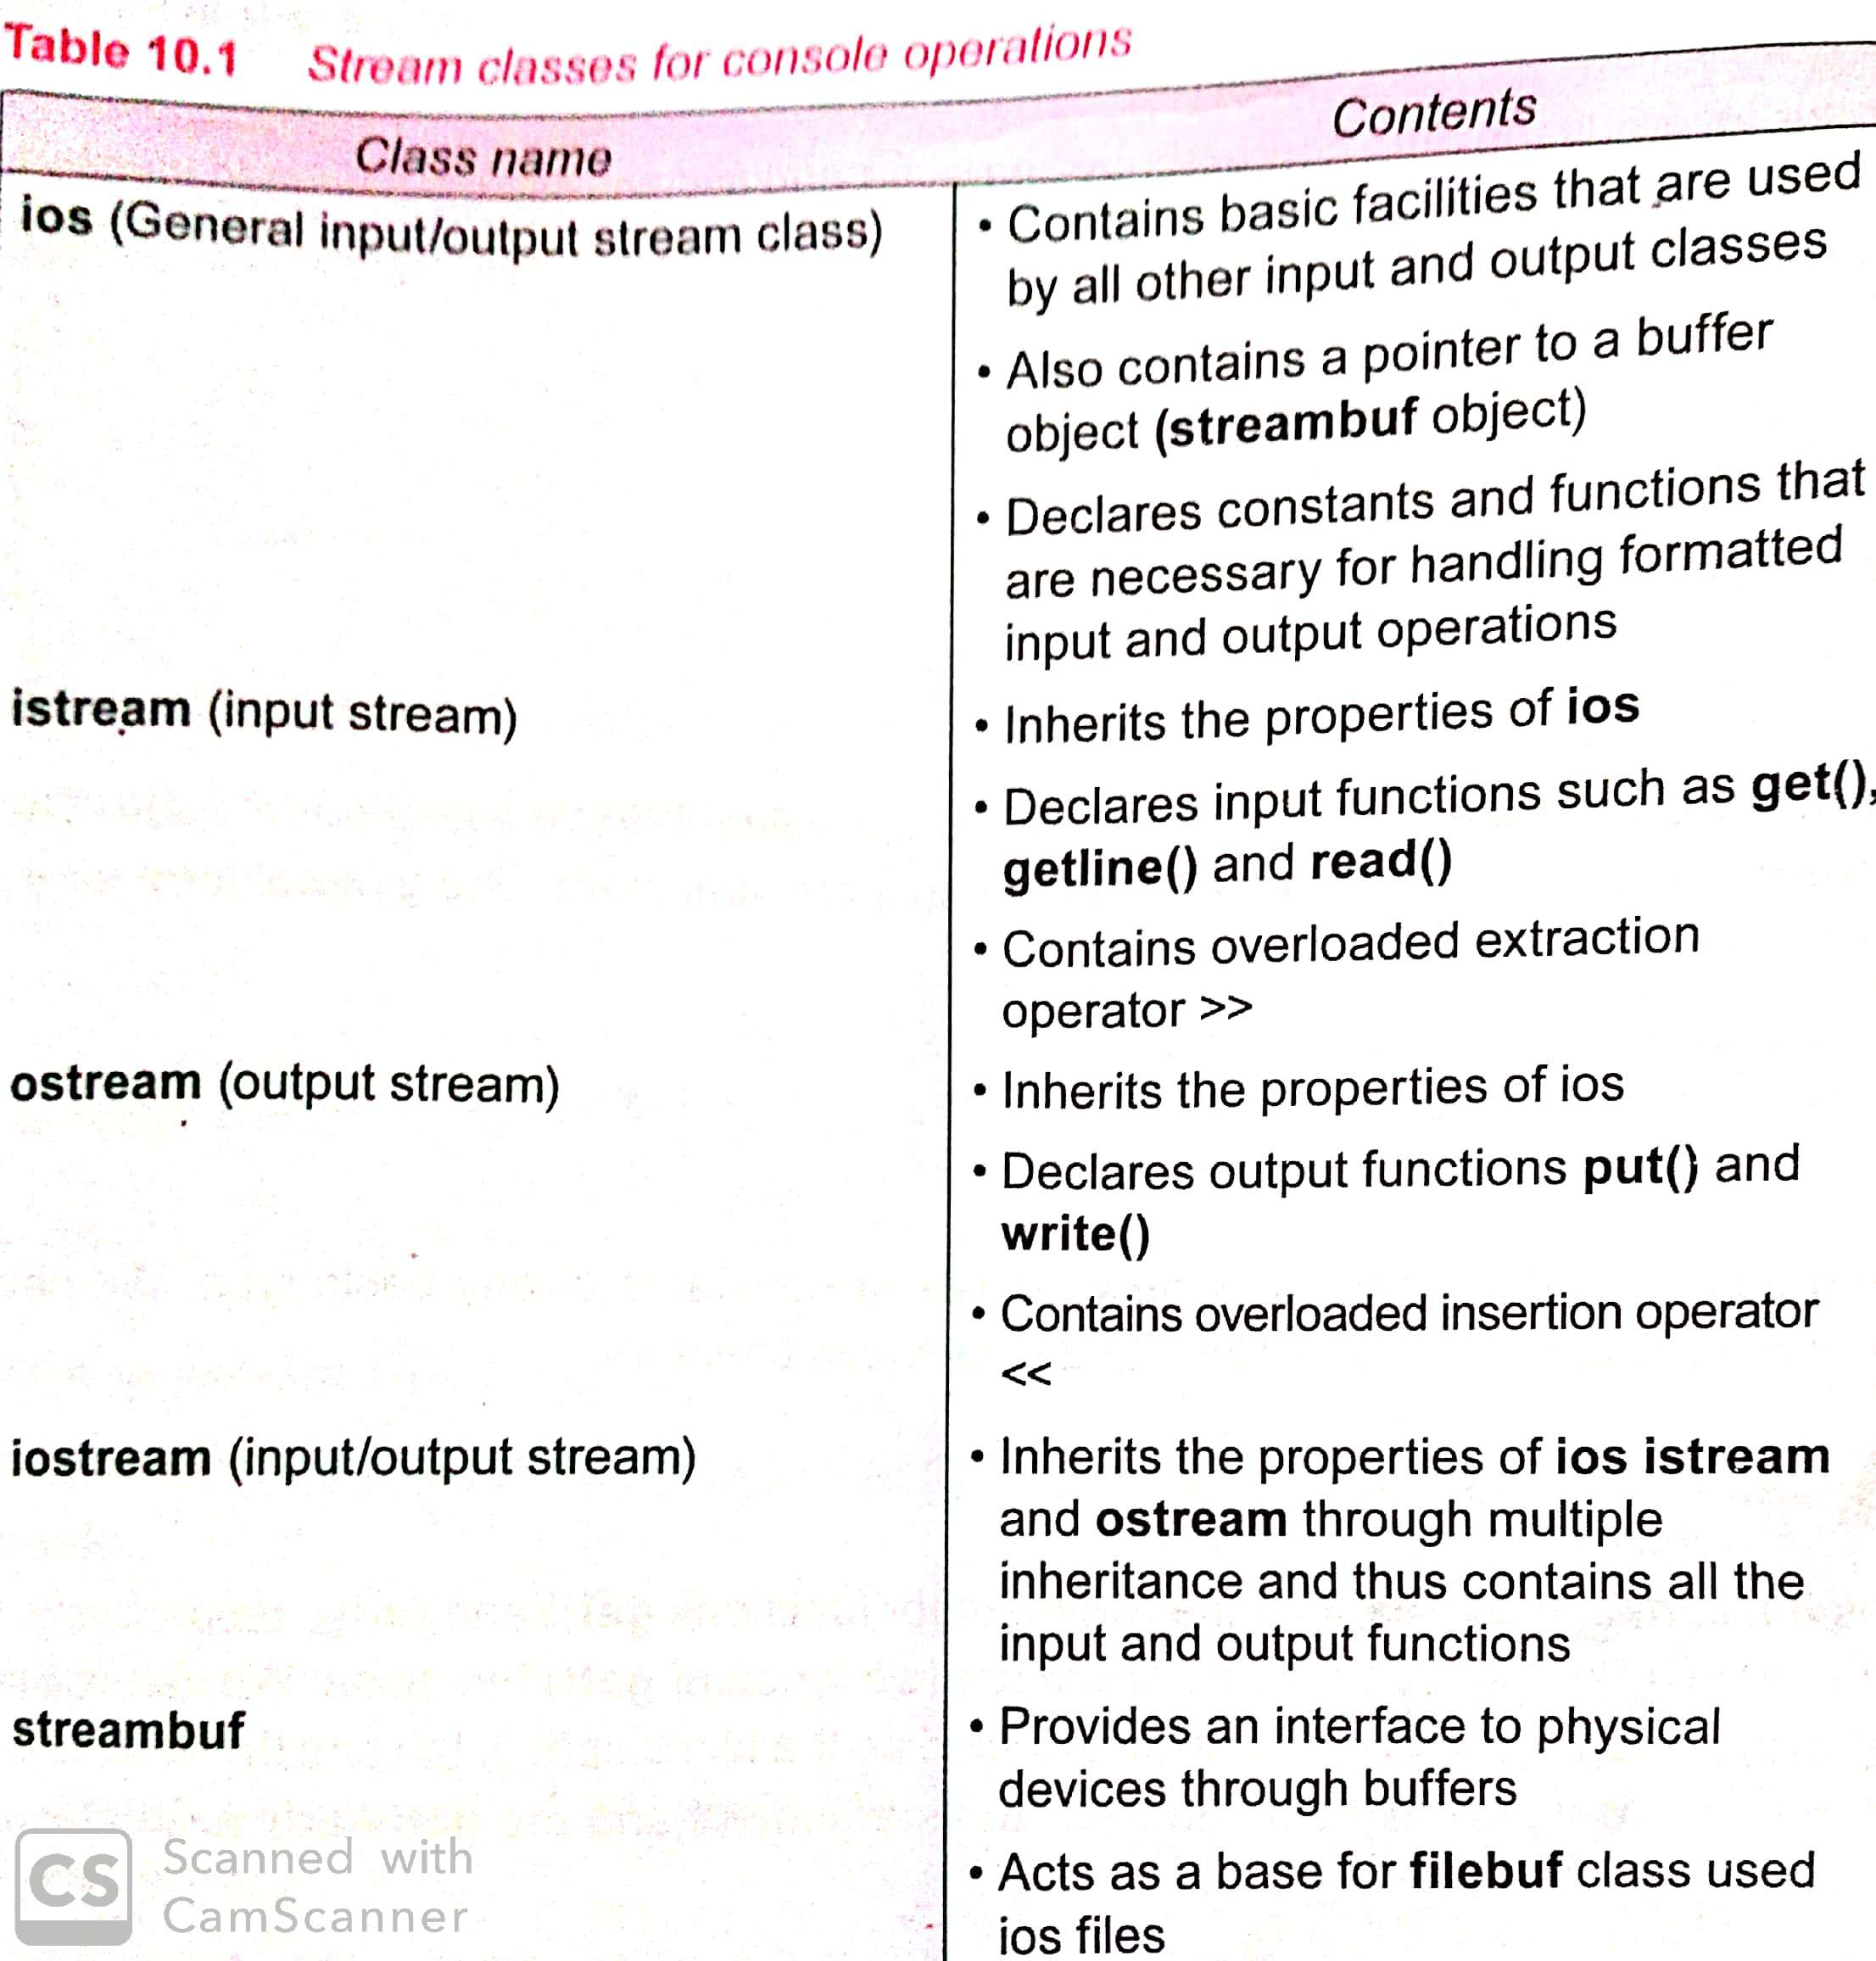 Table 10.1 Stream classes for console operations
Class name Contents
ios (General input/output stream class)
• Contains basic facilities that are used
by all other input and output classes
• Also contains a pointer to a buffer
object (streambuf object)
• Declares constants and functions that
are necessary for handling formatted
input and output operations
istream (input stream)
• Inherits the properties of ios
• Declares input functions such as get(),
getline() and read()
• Contains overloaded extraction
operator >>
ostream (output stream)
• Inherits the properties of ios
• Declares output functions put() and
write()
• Contains overloaded insertion operator
<<
iostream (input/output stream)
• Inherits the properties of ios istream
and ostream through multiple
inheritance and thus contains all the
input and output functions
streambuf
• Provides an interface to physical
devices through buffers
• Acts as a base for filebuf class used
ios files
CS Scanned with
CamScanner